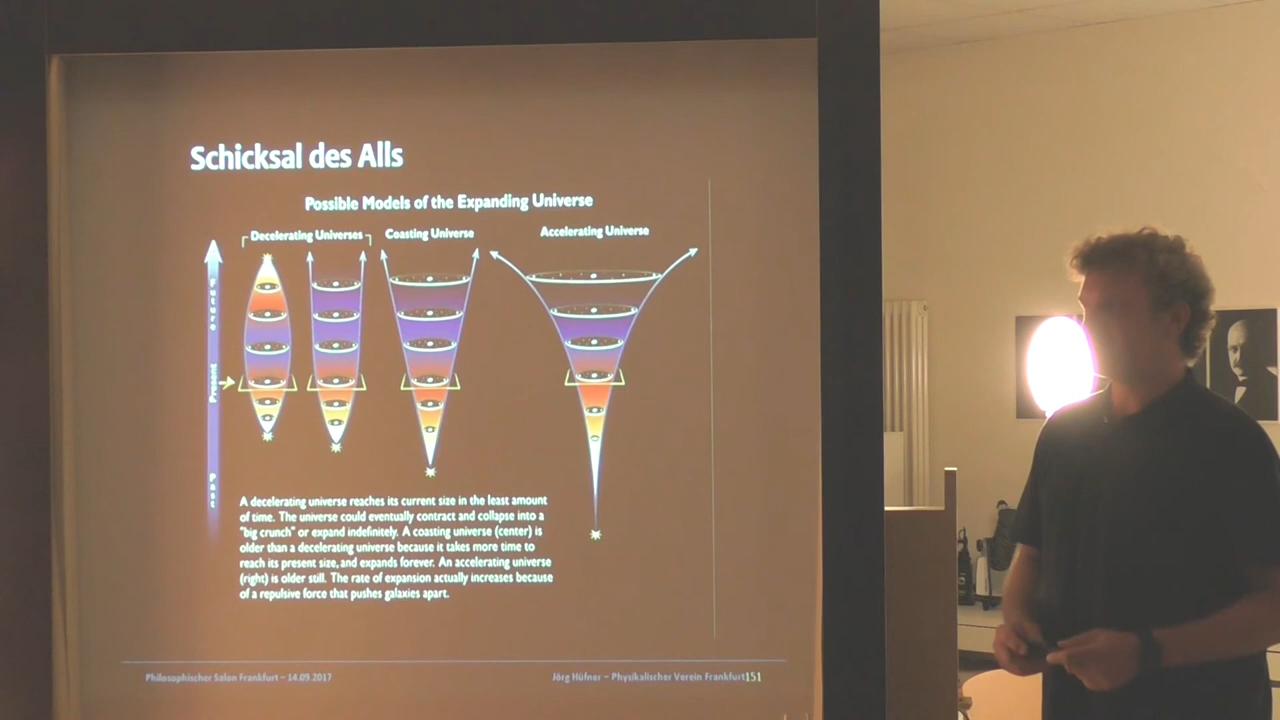 Schicksal des Alls
Possible Models of the Expanding Universe
Decelerating Universes
Coasting Universe
Accelerating Universe
Future
Present
Past
A decelerating universe reaches its current size in the least amount
of time. The universe could eventually contract and collapse into a
"big crunch" or expand indefinitely. A coasting universe (center) is
older than a decelerating universe because it takes more time to
reach its present size, and expands forever. An accelerating universe
(right) is older still. The rate of expansion actually increases because
of a repulsive force that pushes galaxies apart.
Philosophischer Salon Frankfurt – 14.09.2017
Jörg Hüfner – Physikalischer Verein Frankfurt151